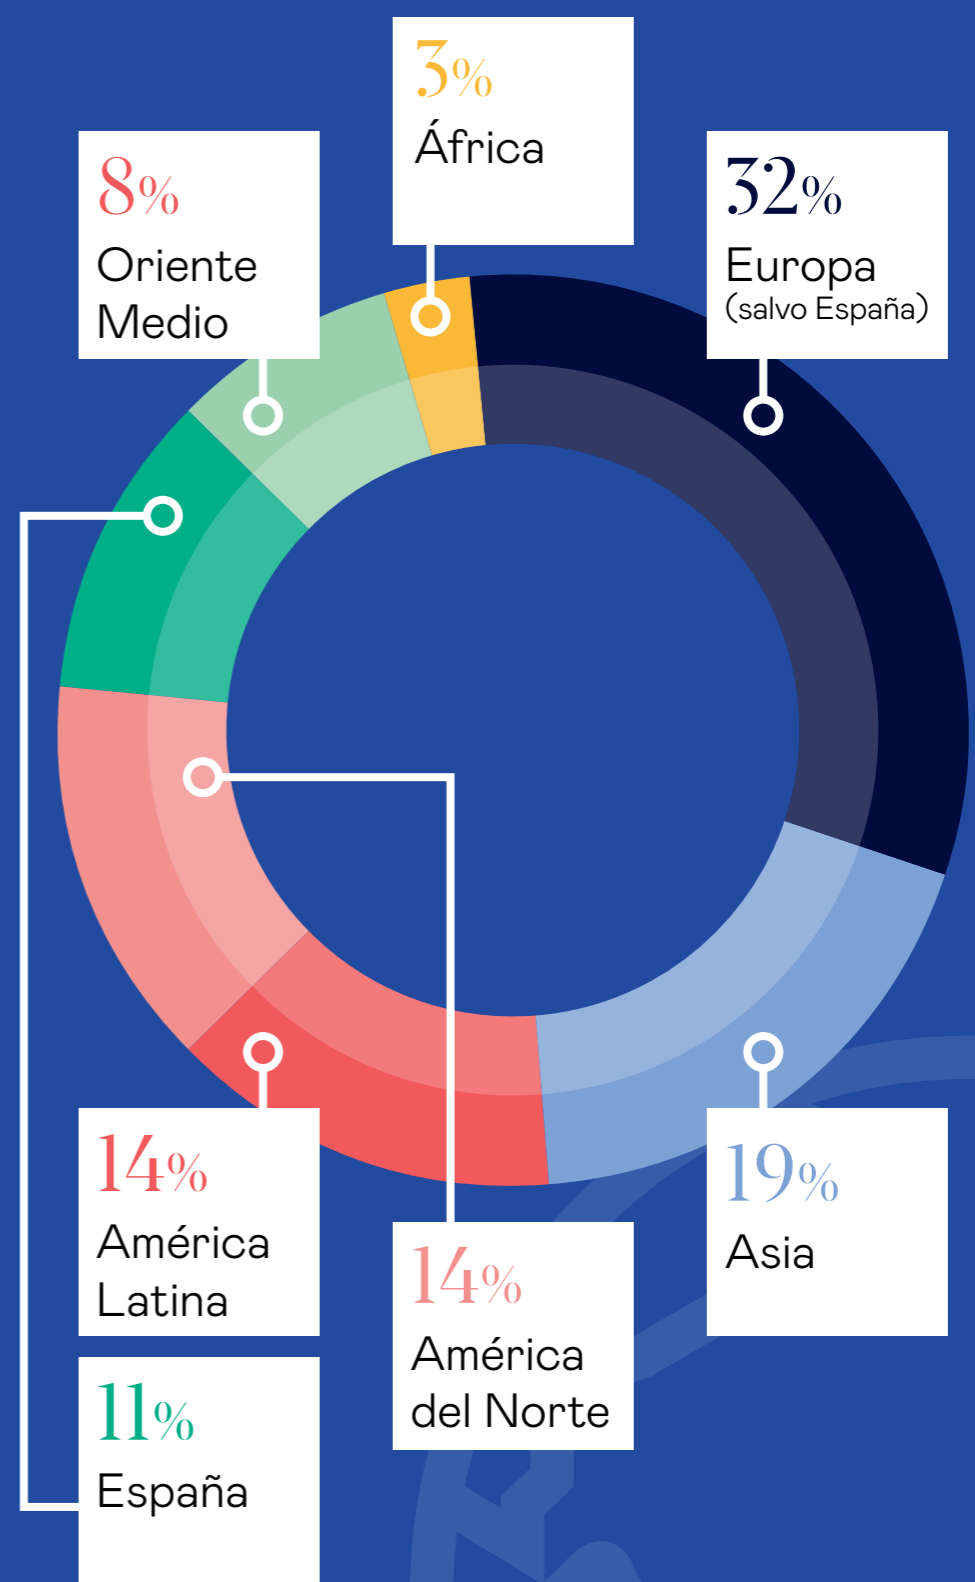 3%
África
8%
Oriente
Medio
32%
Europa
(salvo España)
14%
América
Latina
14%
América
del Norte
19%
Asia
11%
España